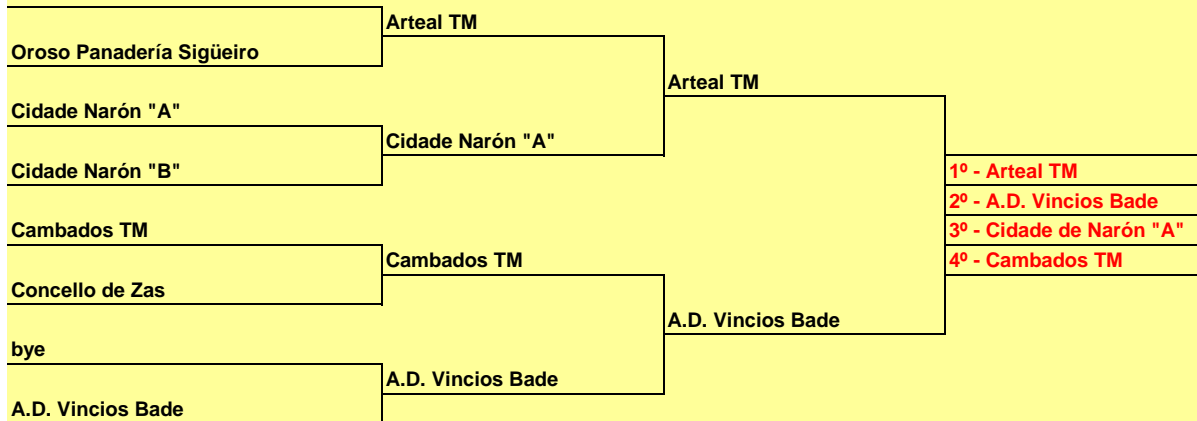 Arteal TM
Oroso Panadería Sigüeiro
Arteal TM
Cidade Narón "A"
Cidade Narón "A"
Cidade Narón "B"
1º - Arteal TM
2º - A.D. Vincios Bade
Cambados TM
3º - Cidade de Narón "A"
Cambados TM
4º - Cambados TM
Concello de Zas
A.D. Vincios Bade
bye
A.D. Vincios Bade
A.D. Vincios Bade